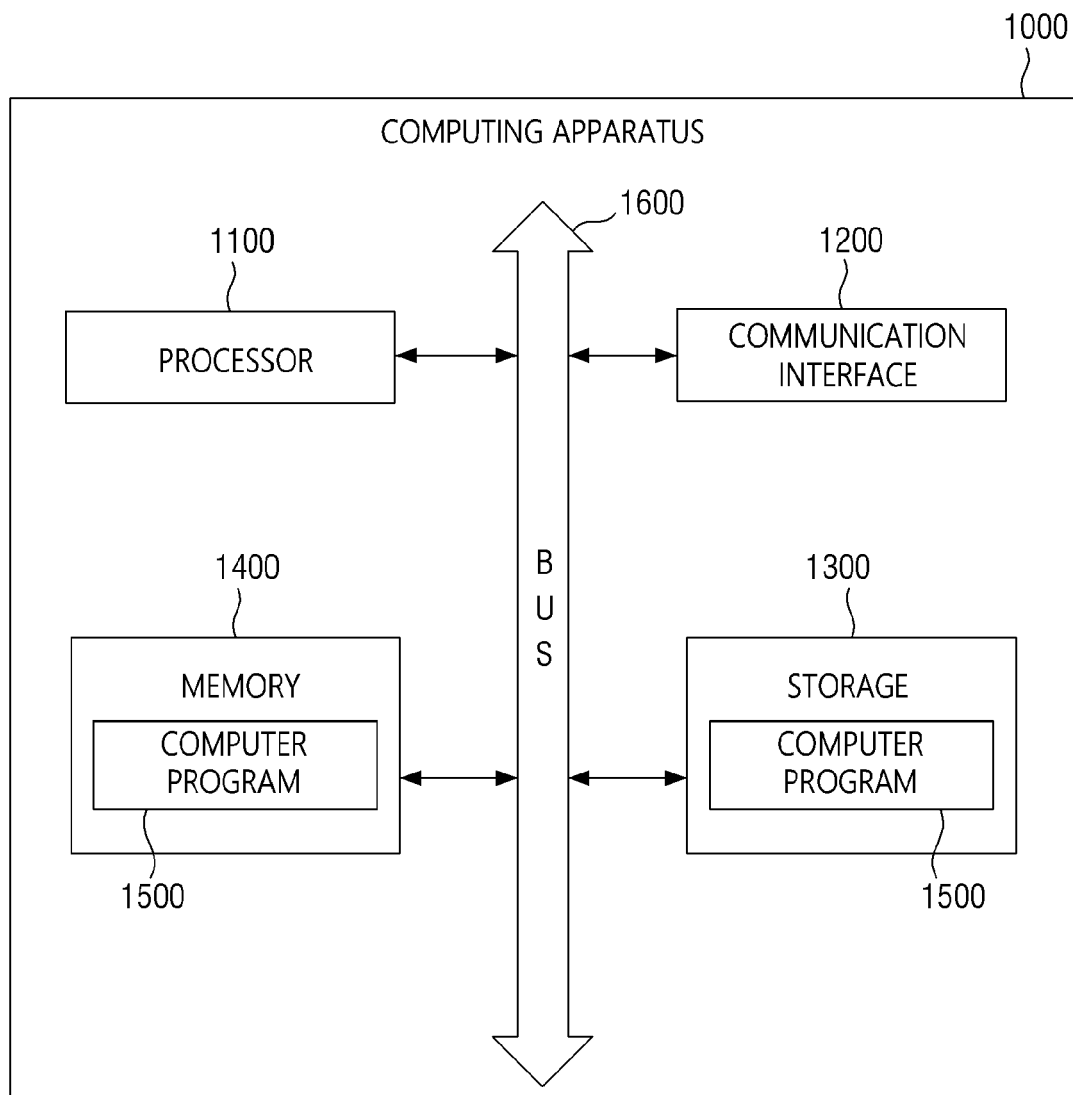 1000
COMPUTING APPARATUS
1600
1100
1200
PROCESSOR
COMMUNICATION
INTERFACE
BUS
1400
1300
MEMORY
COMPUTER
PROGRAM
STORAGE
COMPUTER
PROGRAM
1500
1500